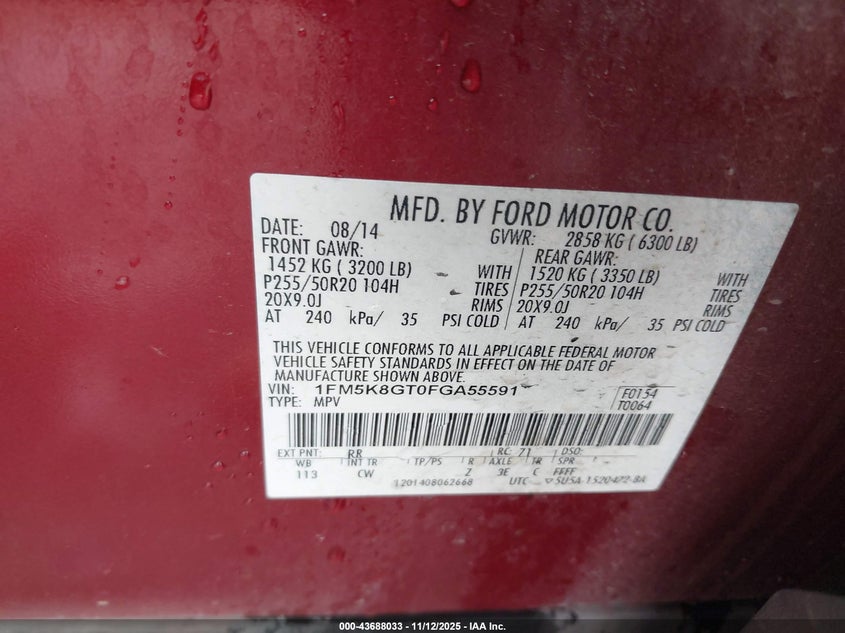 MFD. BY FORD MOTOR CO.
DATE: 08/14 GVWR: 2858 KG ( 6300 LB)
FRONT GAWR: REAR GAWR:
1452 KG ( 3200 LB) WITH 1520 KG ( 3350 LB) WITH
P255/50R20 104H TIRES P255/50R20 104H TIRES
20X9.0J RIMS 20X9.0J RIMS
AT 240 kPa/ 35 PSI COLD AT 240 kPa/ 35 PSI COLD
THIS VEHICLE CONFORMS TO ALL APPLICABLE FEDERAL MOTOR
VEHICLE SAFETY STANDARDS IN EFFECT ON THE DATE OF
MANUFACTURE SHOWN ABOVE.
VIN: 1FM5K8GT0FGA55591 F0154
TYPE: MPV T0064
EXT PNT: RR RC: 71 DSO:
WB INT TR TP/PS R AXLE TR SPR
113 CW Z 3E C FFFF
1201408062668 UTC ▽5U5A-1520472-BA
000-43688033 - 11/12/2025 - IAA Inc.